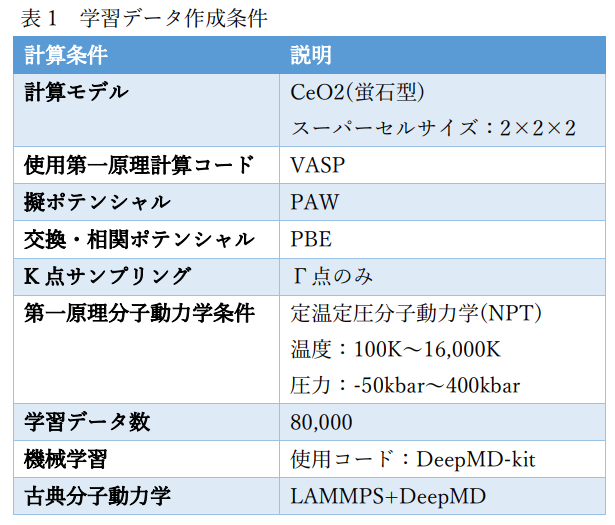 表1　学習データ作成条件
計算条件 説明
計算モデル CeO2(蛍石型)
スーパーセルサイズ：2×2×2
使用第一原理計算コード VASP
擬ポテンシャル PAW
交換・相関ポテンシャル PBE
K点サンプリング Γ点のみ
第一原理分子動力学条件 定温定圧分子動力学(NPT)
温度：100K～16,000K
圧力：-50kbar～400kbar
学習データ数 80,000
機械学習 使用コード：DeepMD-kit
古典分子動力学 LAMMPS+DeepMD